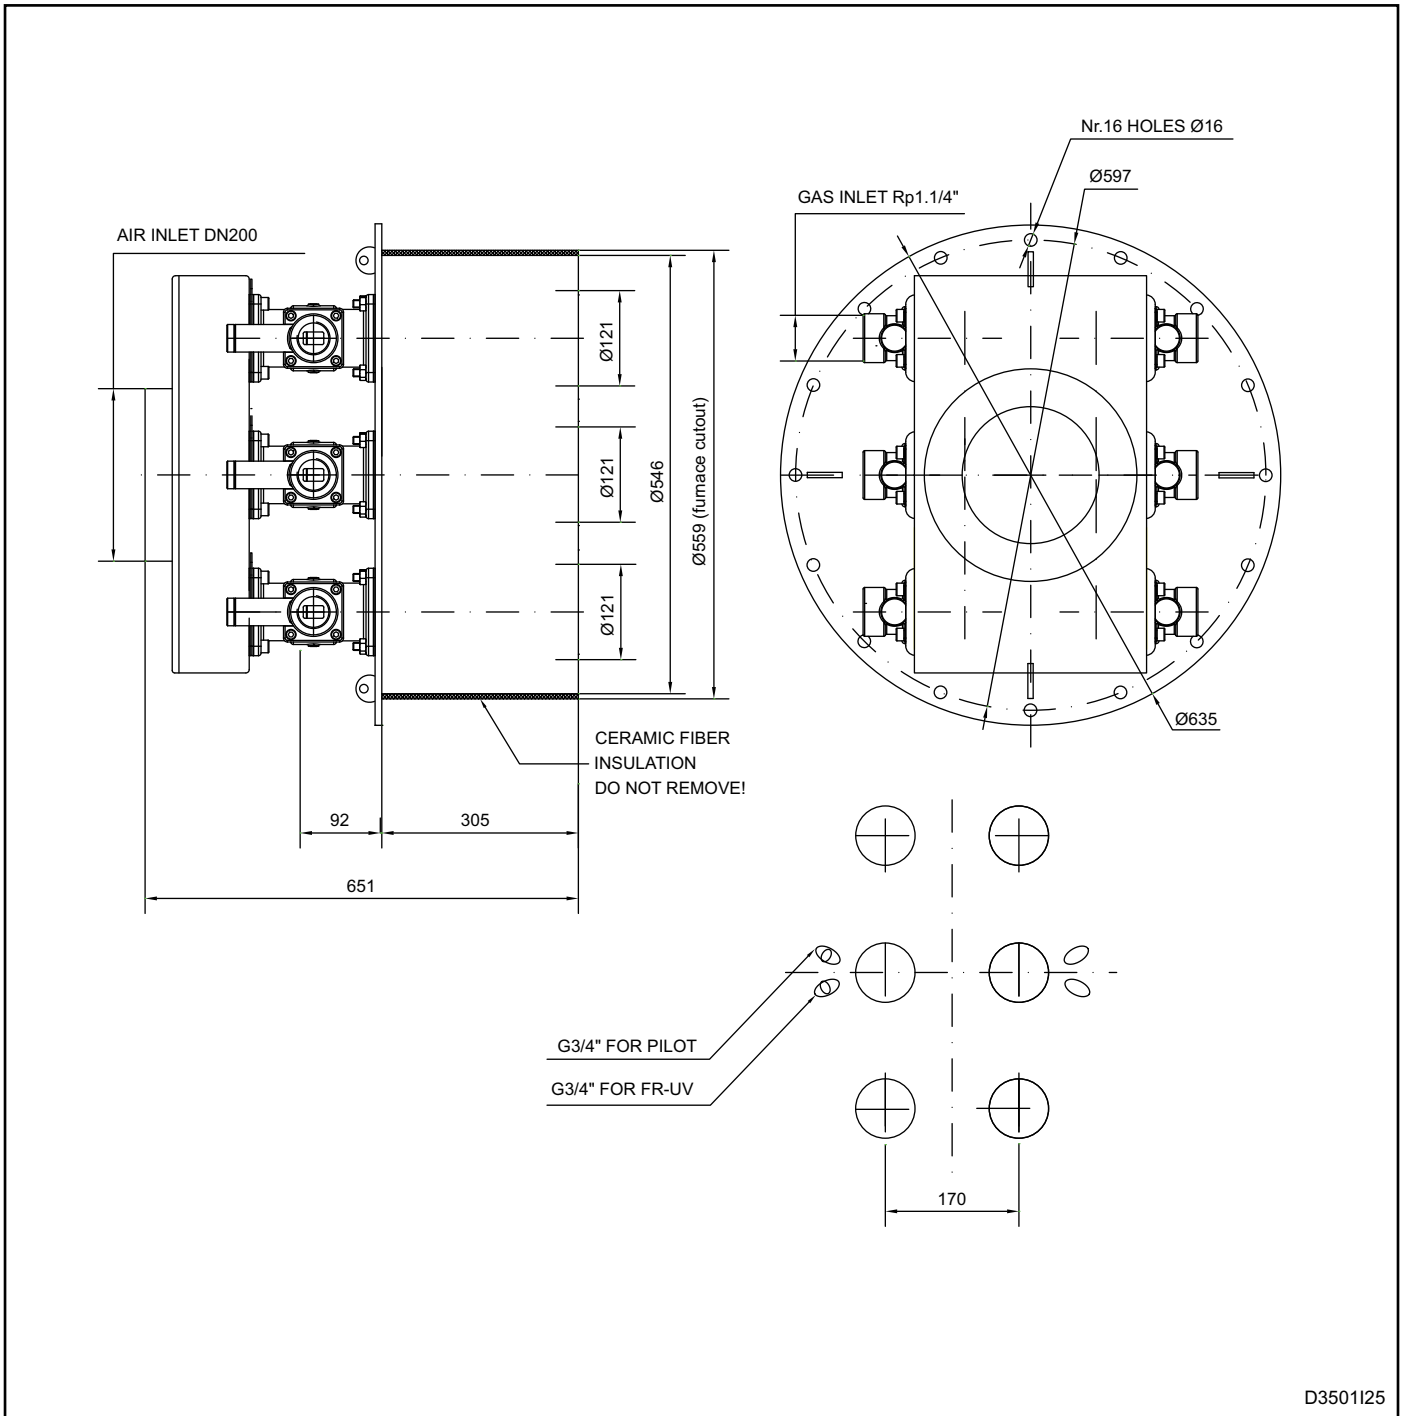 Nr.16 HOLES Ø16
Ø597
GAS INLET Rp1.1/4"
AIR INLET DN200
Ø121
Ø121
Ø121
Ø546
Ø559 (furnace cutout)
Ø635
CERAMIC FIBER
INSULATION
DO NOT REMOVE!
92
305
651
G3/4" FOR PILOT
G3/4" FOR FR-UV
170
D3501I25